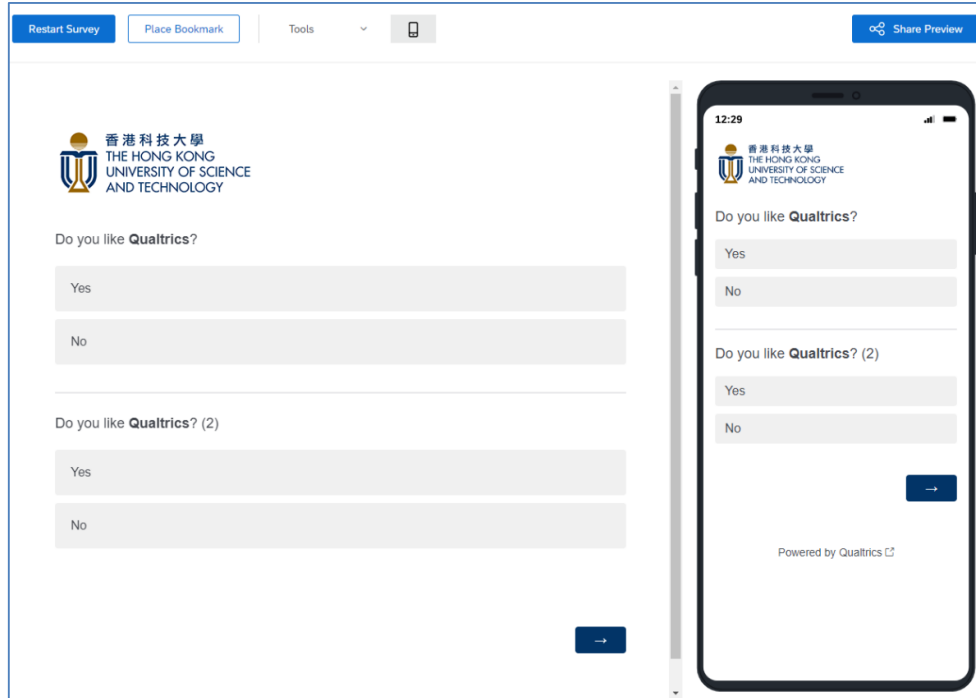 Restart Survey
Place Bookmark
Tools
Share Preview
香港科技大學
THE HONG KONG
UNIVERSITY OF SCIENCE
AND TECHNOLOGY
Do you like Qualtrics?
Yes
No
Do you like Qualtrics? (2)
Yes
No
→
12:29
香港科技大學
THE HONG KONG
UNIVERSITY OF SCIENCE
AND TECHNOLOGY
Do you like Qualtrics?
Yes
No
Do you like Qualtrics? (2)
Yes
No
→
Powered by Qualtrics